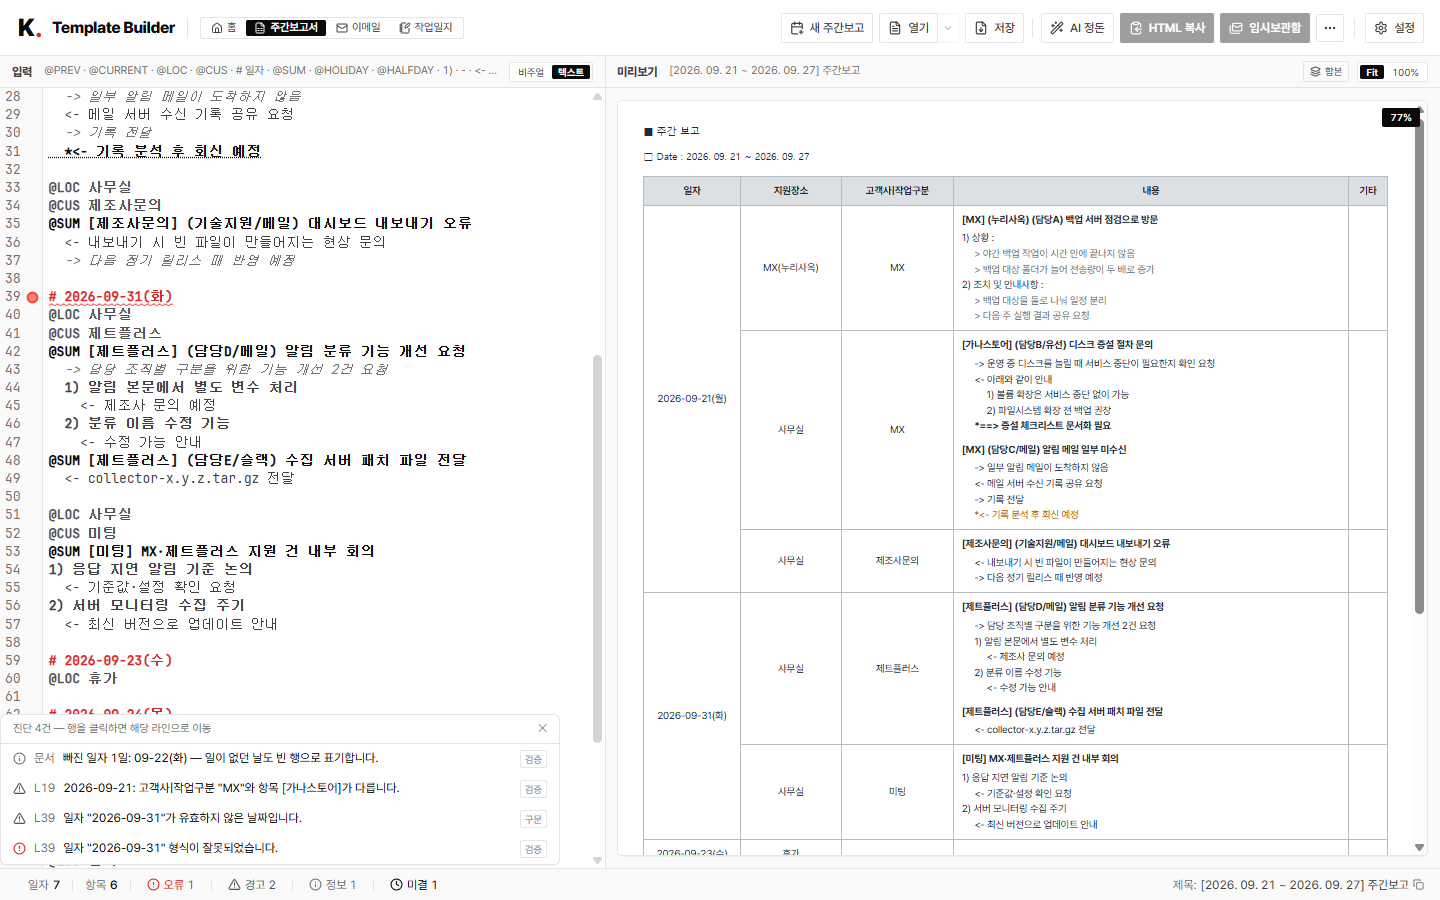 K. Template Builder
홈 주간보고서 이메일 작업일지
새 주간보고 열기 저장 AI 정돈 HTML 복사 임시보관함 ··· 설정
입력 @PREV · @CURRENT · @LOC · @CUS · # 일자 · @SUM · @HOLIDAY · @HALFDAY · 1) · - · <- ... 비주얼 텍스트
28 -> 일부 알림 메일이 도착하지 않음
29 <- 메일 서버 수신 기록 공유 요청
30 -> 기록 전달
31 *<- 기록 분석 후 회신 예정
32
33 @LOC 사무실
34 @CUS 제조사문의
35 @SUM [제조사문의] (기술지원/메일) 대시보드 내보내기 오류
36 <- 내보내기 시 빈 파일이 만들어지는 현상 문의
37 -> 다음 정기 릴리스 때 반영 예정
38
39 # 2026-09-31(화)
40 @LOC 사무실
41 @CUS 제트플러스
42 @SUM [제트플러스] (담당D/메일) 알림 분류 기능 개선 요청
43 -> 담당 조직별 구분을 위한 기능 개선 2건 요청
44 1) 알림 본문에서 별도 변수 처리
45 <- 제조사 문의 예정
46 2) 분류 이름 수정 기능
47 <- 수정 가능 안내
48 @SUM [제트플러스] (담당E/슬랙) 수집 서버 패치 파일 전달
49 <- collector-x.y.z.tar.gz 전달
50
51 @LOC 사무실
52 @CUS 미팅
53 @SUM [미팅] MX·제트플러스 지원 건 내부 회의
54 1) 응답 지연 알림 기준 논의
55 <- 기준값·설정 확인 요청
56 2) 서버 모니터링 수집 주기
57 <- 최신 버전으로 업데이트 안내
58
59 # 2026-09-23(수)
60 @LOC 휴가
61
62 # 2026-09-24(목)
진단 4건 — 행을 클릭하면 해당 라인으로 이동
문서 빠진 일자 1일: 09-22(화) — 일이 없던 날도 빈 행으로 표기합니다. 검증
L19 2026-09-21: 고객사|작업구분 "MX"와 항목 [가나스토어]가 다릅니다. 검증
L39 일자 "2026-09-31"가 유효하지 않은 날짜입니다. 구문
L39 일자 "2026-09-31" 형식이 잘못되었습니다. 검증
미리보기 [2026. 09. 21 ~ 2026. 09. 27] 주간보고 합본 Fit 100%
77%
■ 주간 보고
□ Date : 2026. 09. 21 ~ 2026. 09. 27
일자 지원장소 고객사|작업구분 내용 기타
2026-09-21(월)
MX(누리사옥) MX
[MX] (누리사옥) (담당A) 백업 서버 점검으로 방문
1) 상황 :
> 야간 백업 작업이 시간 안에 끝나지 않음
> 백업 대상 폴더가 늘어 전송량이 두 배로 증가
2) 조치 및 안내사항 :
> 백업 대상을 둘로 나눠 일정 분리
> 다음 주 실행 결과 공유 요청
사무실 MX
[가나스토어] (담당B/유선) 디스크 증설 절차 문의
-> 운영 중 디스크를 늘릴 때 서비스 중단이 필요한지 확인 요청
<- 아래와 같이 안내
1) 볼륨 확장은 서비스 중단 없이 가능
2) 파일시스템 확장 전 백업 권장
*==> 증설 체크리스트 문서화 필요
[MX] (담당C/메일) 알림 메일 일부 미수신
-> 일부 알림 메일이 도착하지 않음
<- 메일 서버 수신 기록 공유 요청
-> 기록 전달
*<- 기록 분석 후 회신 예정
사무실 제조사문의
[제조사문의] (기술지원/메일) 대시보드 내보내기 오류
<- 내보내기 시 빈 파일이 만들어지는 현상 문의
-> 다음 정기 릴리스 때 반영 예정
2026-09-31(화)
사무실 제트플러스
[제트플러스] (담당D/메일) 알림 분류 기능 개선 요청
-> 담당 조직별 구분을 위한 기능 개선 2건 요청
1) 알림 본문에서 별도 변수 처리
<- 제조사 문의 예정
2) 분류 이름 수정 기능
<- 수정 가능 안내
[제트플러스] (담당E/슬랙) 수집 서버 패치 파일 전달
<- collector-x.y.z.tar.gz 전달
사무실 미팅
[미팅] MX·제트플러스 지원 건 내부 회의
1) 응답 지연 알림 기준 논의
<- 기준값·설정 확인 요청
2) 서버 모니터링 수집 주기
<- 최신 버전으로 업데이트 안내
2026-09-23(수) 휴가
일자 7 항목 6 오류 1 경고 2 정보 1 미결 1
제목: [2026. 09. 21 ~ 2026. 09. 27] 주간보고